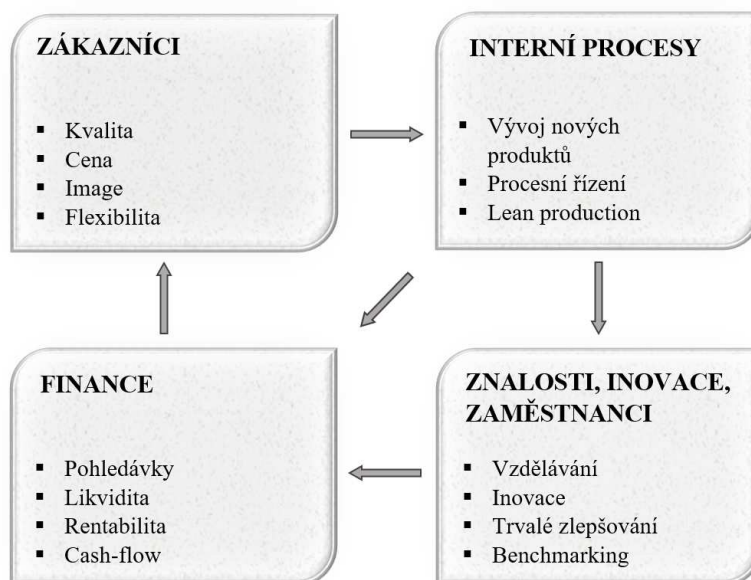 ZÁKAZNÍCI
▪ Kvalita
▪ Cena
▪ Image
▪ Flexibilita
INTERNÍ PROCESY
▪ Vývoj nových
produktů
▪ Procesní řízení
▪ Lean production
FINANCE
▪ Pohledávky
▪ Likvidita
▪ Rentabilita
▪ Cash-flow
ZNALOSTI, INOVACE,
ZAMĚSTNANCI
▪ Vzdělávání
▪ Inovace
▪ Trvalé zlepšování
▪ Benchmarking